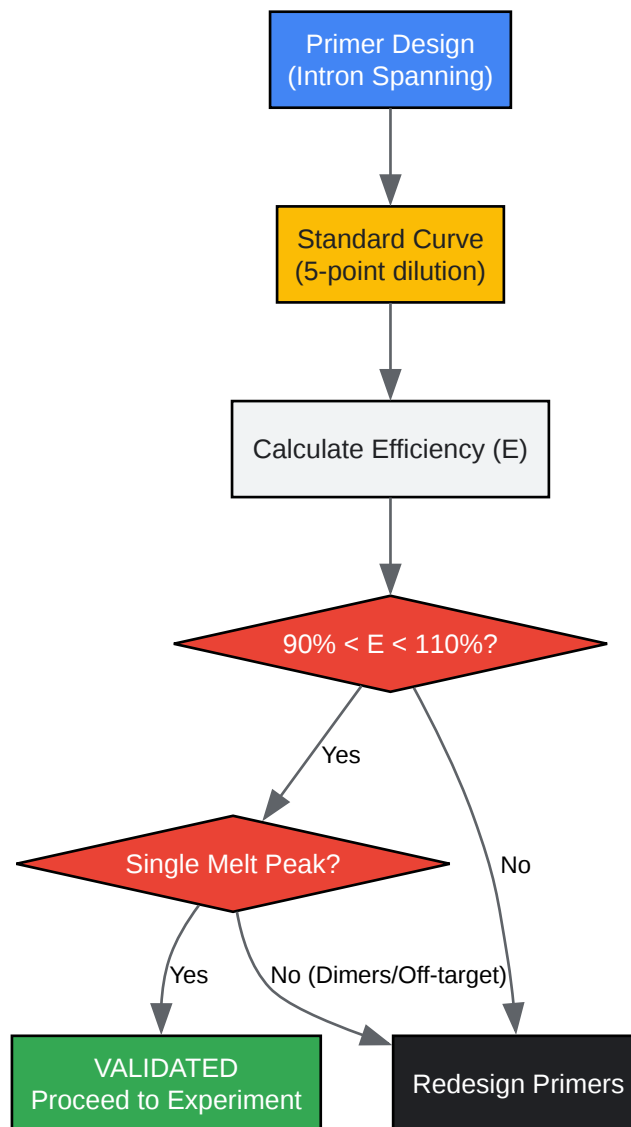 Primer Design
(Intron Spanning)
Standard Curve
(5-point dilution)
Calculate Efficiency (E)
90% < E < 110%?
Yes
Single Melt Peak?
No
Yes
No (Dimers/Off-target)
VALIDATED
Proceed to Experiment
Redesign Primers